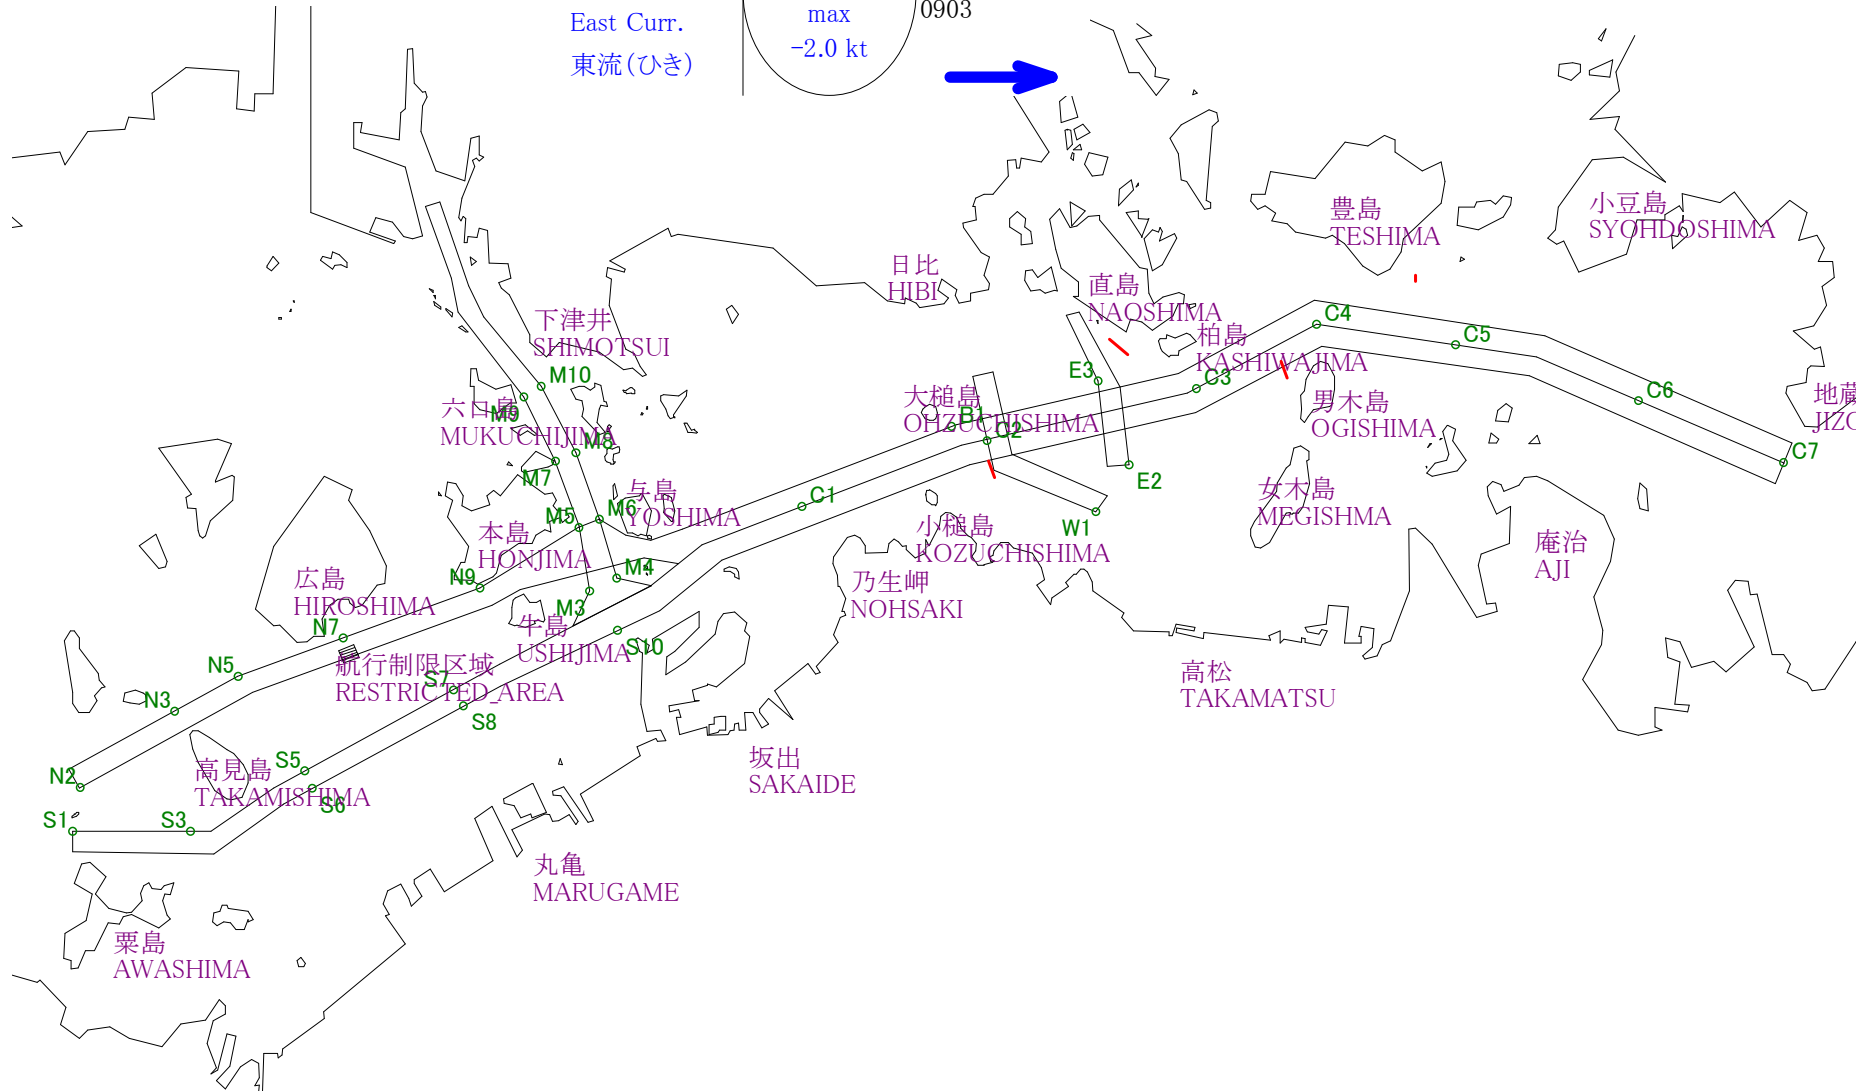 East Curr.
東流(ひき)
max
-2.0 kt
0903
豊島
TESHIMA
小豆島
SYOHDOSHIMA
日比
HIBI
直島
NAOSHIMA
下津井
SHIMOTSUI
柏島
KASHIWAJIMA
C4
C5
M10
E3
C3
C6
地蔵
六口島
MUKUCHIJIMA
M9
M8
大槌島
OHZUCHISHIMA
B1
C2
男木島
OGISHIMA
M7
E2
C7
与島
YOSHIMA
M6
M5
C1
女木島
MEGISHMA
W1
本島
HONJIMA
小槌島
KOZUCHISHIMA
庵治
AJI
広島
HIROSHIMA
N9
M4
M3
乃生岬
NOHSAKI
N7
牛島
USHIJIMA
S10
N5
航行制限区域
RESTRICTED_AREA
S7
高松
TAKAMATSU
N3
S8
N2
高見島
TAKAMISHIMA
S5
S6
坂出
SAKAIDE
S1
S3
丸亀
MARUGAME
粟島
AWASHIMA